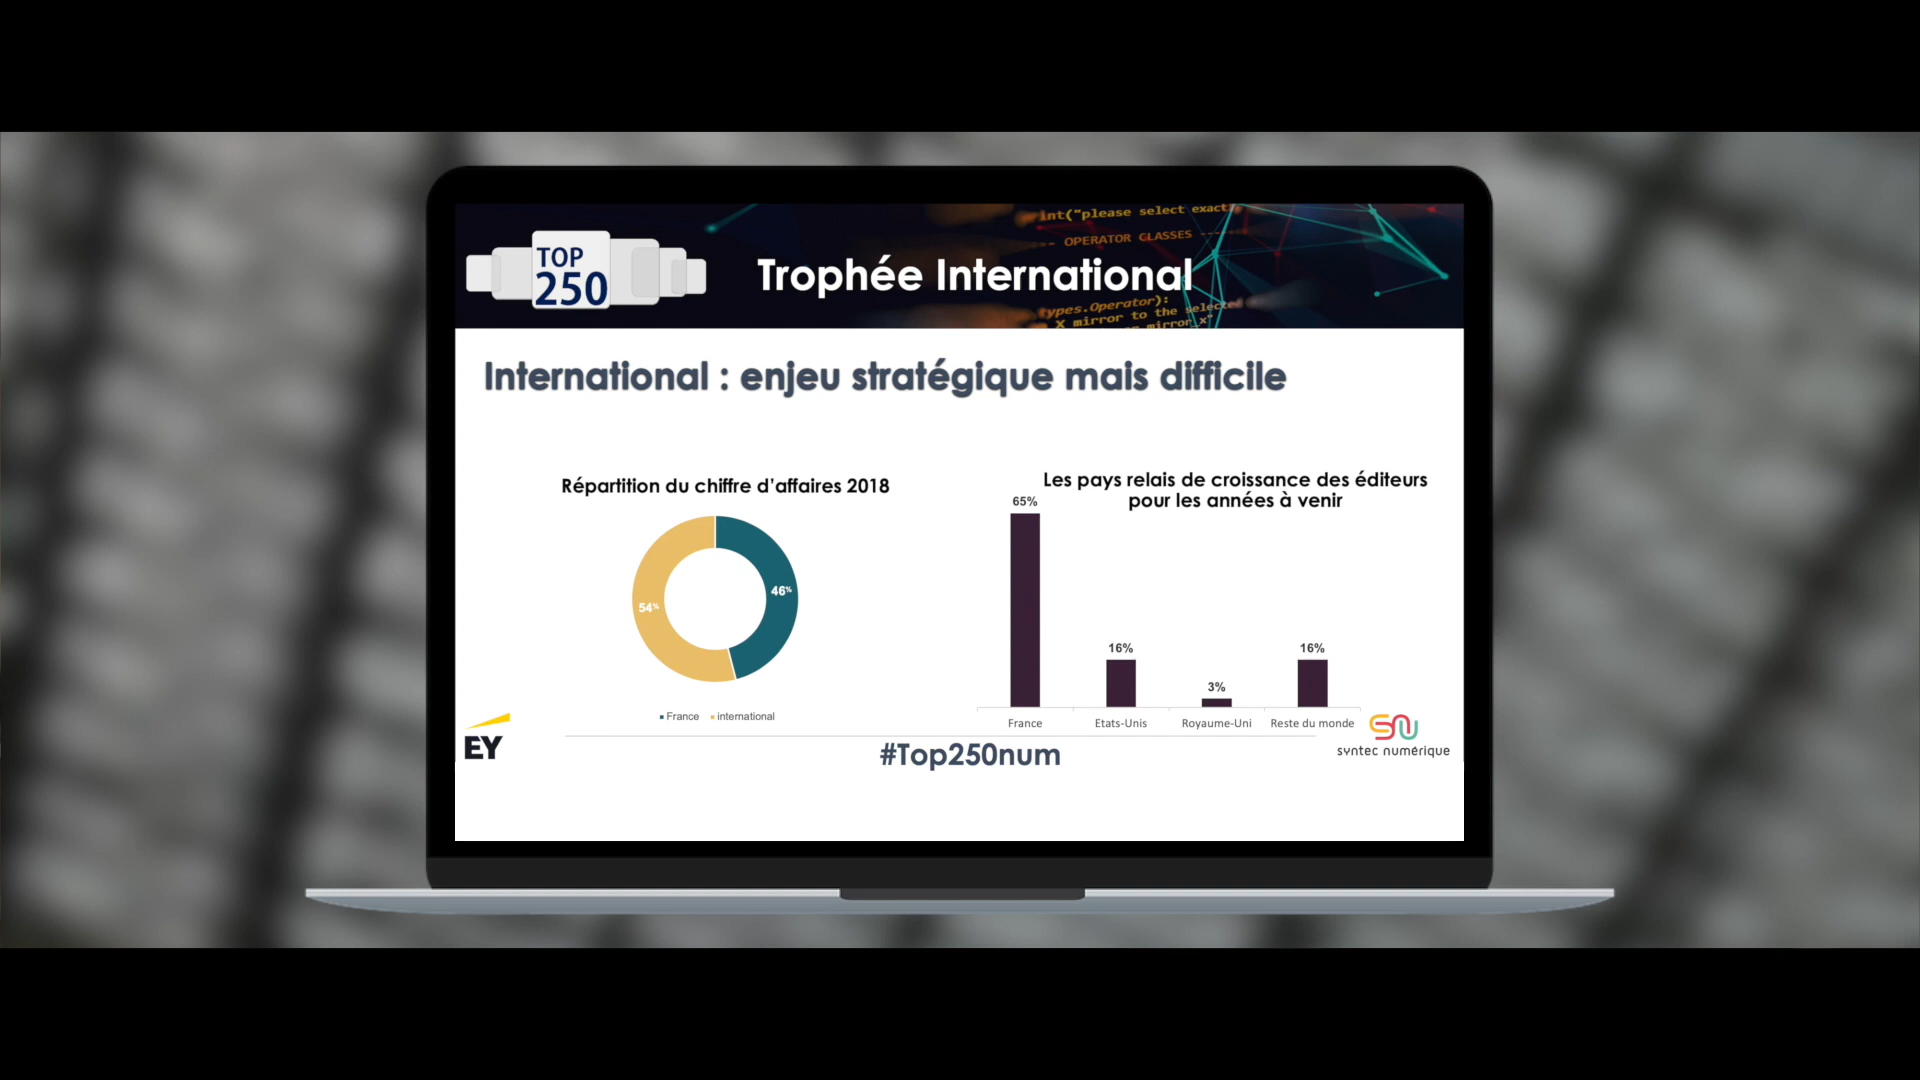 int("please select exact
-- OPERATOR CLASSES ----
TOP
250
Trophée International
types.Operator):
X mirror to the selected
mirror_x"
International : enjeu stratégique mais difficile
Répartition du chiffre d'affaires 2018
Les pays relais de croissance des éditeurs
pour les années à venir
54%
46%
France
international
65%
16%
3%
16%
France
Etats-Unis
Royaume-Uni
Reste du monde
EY
#Top250num
syntec numérique